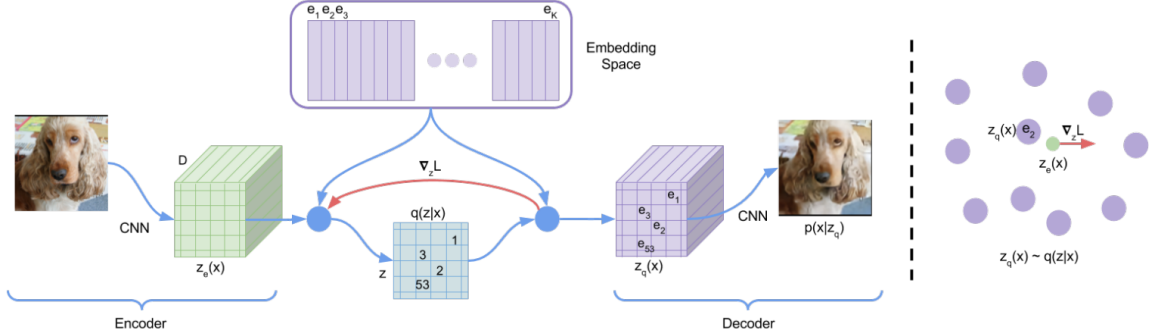 e1 e2 e3
eK
Embedding
Space
D
CNN
ze(x)
∇zL
q(z|x)
z
1
3
2
53
e1
e3
e2
e53
zq(x)
CNN
p(x|zq)
Encoder
Decoder
zq(x) e2
∇zL
ze(x)
zq(x) ~ q(z|x)